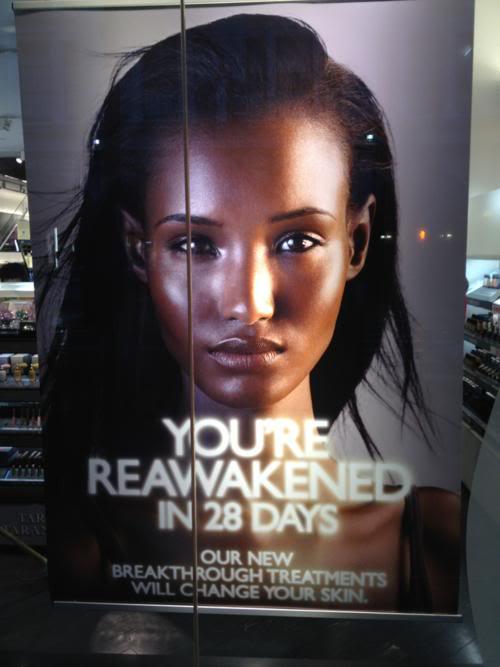 YOU'RE
REAWAKENED
IN 28 DAYS
OUR NEW
BREAKTHROUGH TREATMENTS
WILL CHANGE YOUR SKIN.